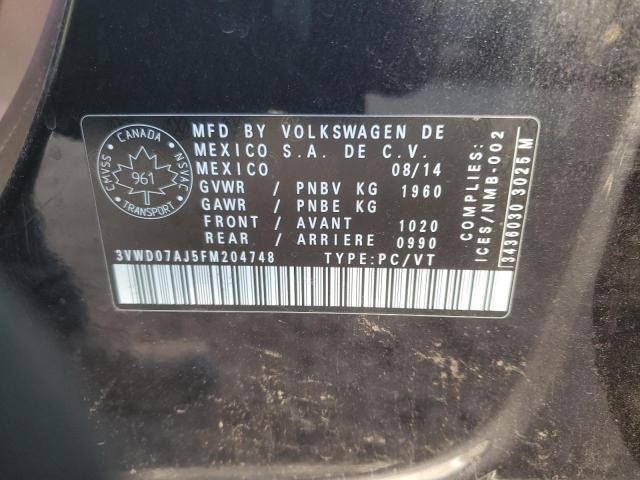 CANADA
CMVSS
NSVAC
961
TRANSPORT
MFD BY VOLKSWAGEN DE
MEXICO S.A. DE C.V.
MEXICO 08/14
GVWR / PNBV KG 1960
GAWR / PNBE KG
FRONT / AVANT 1020
REAR / ARRIERE 0990
3VWD07AJ5FM204748 TYPE:PC/VT
COMPLIES:
ICES/NMB-002
3436030 3025 M